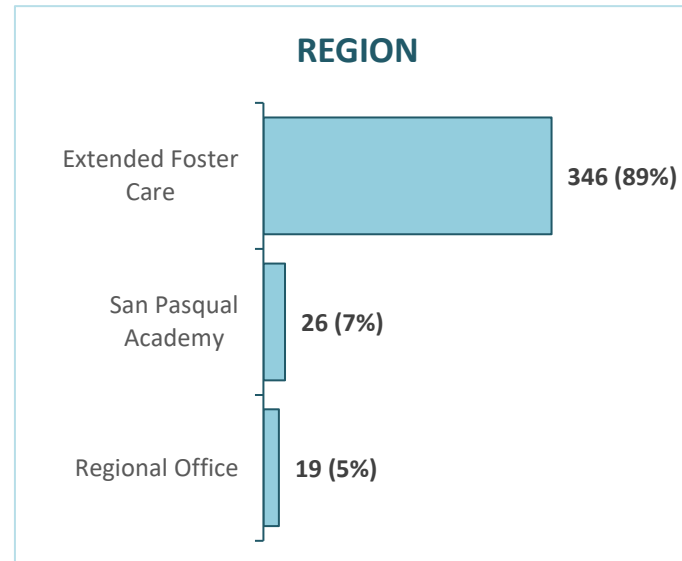 REGION
Extended Foster
Care
346 (89%)
San Pasqual
Academy
26 (7%)
Regional Office
19 (5%)